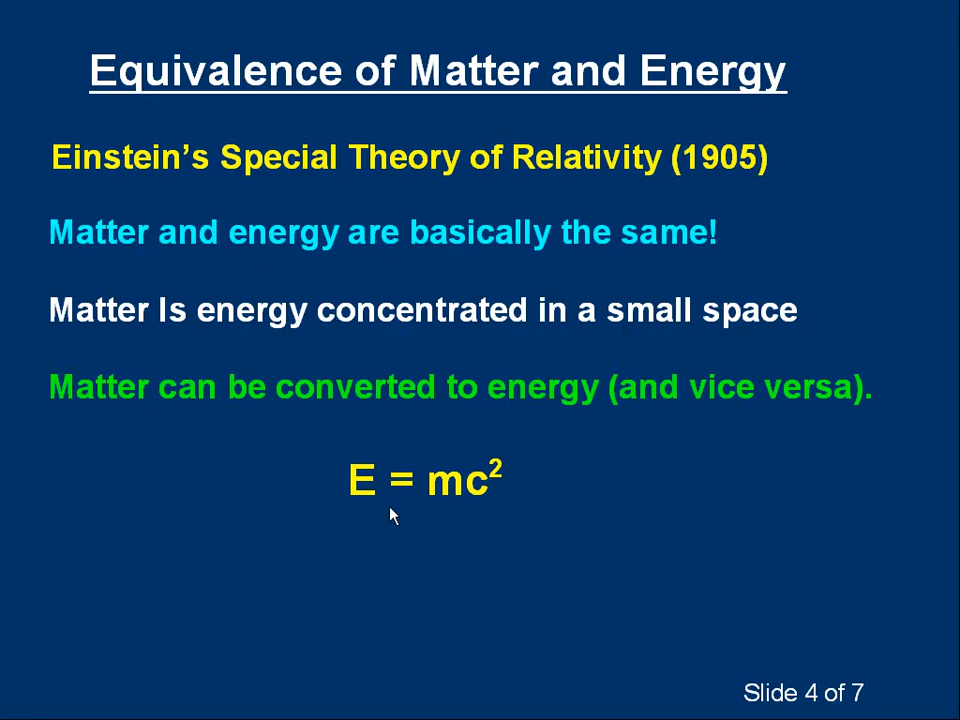 Equivalence of Matter and Energy
Einstein’s Special Theory of Relativity (1905)
Matter and energy are basically the same!
Matter Is energy concentrated in a small space
Matter can be converted to energy (and vice versa).
E = mc²
Slide 4 of 7